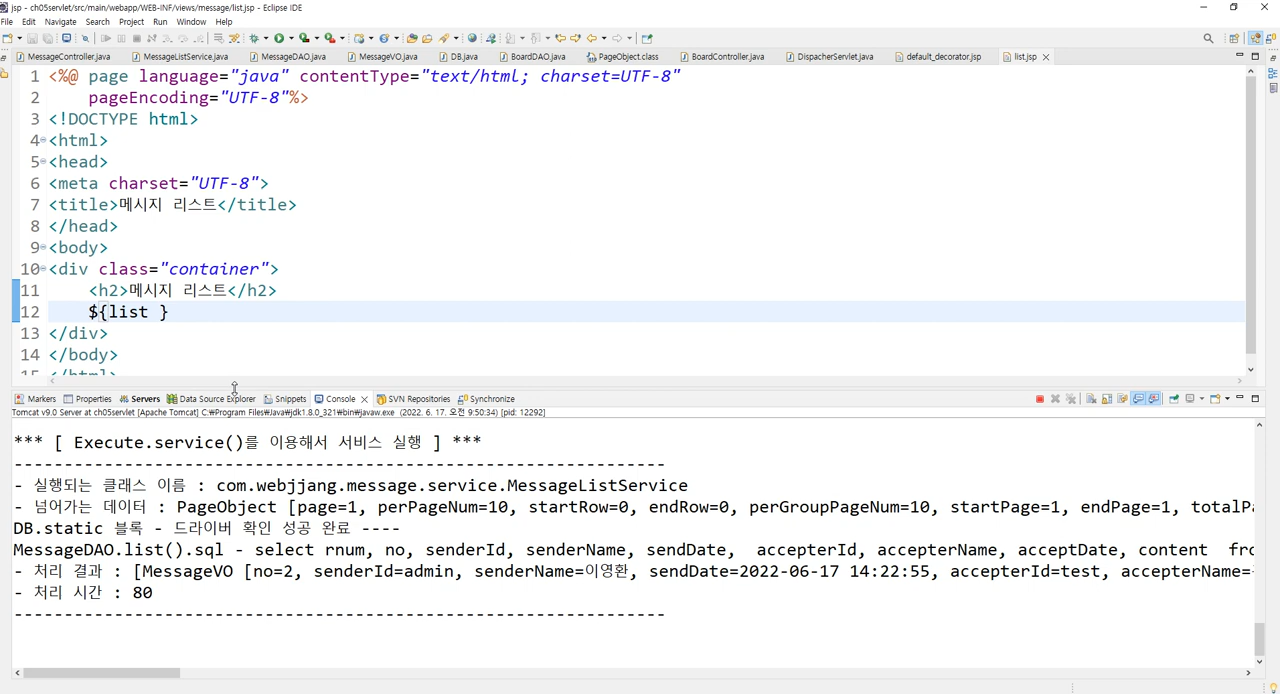 jsp - ch05servlet/src/main/webapp/WEB-INF/views/message/list.jsp - Eclipse IDE
File Edit Navigate Search Project Run Window Help
MessageController.java MessageListService.java MessageDAO.java MessageVO.java DB.java BoardDAO.java PageObject.class BoardController.java DispacherServlet.java default_decorator.jsp list.jsp
1 <%@ page language="java" contentType="text/html; charset=UTF-8"
2 pageEncoding="UTF-8"%>
3 <!DOCTYPE html>
4 <html>
5 <head>
6 <meta charset="UTF-8">
7 <title>메시지 리스트</title>
8 </head>
9 <body>
10 <div class="container">
11 <h2>메시지 리스트</h2>
12 ${list }
13 </div>
14 </body>
15 </html>
Markers Properties Servers Data Source Explorer Snippets Console SVN Repositories Synchronize
Tomcat v9.0 Server at ch05servlet [Apache Tomcat] C:₩Program Files₩Java₩jdk1.8.0_321₩bin₩javaw.exe (2022. 6. 17. 오전 9:50:34) [pid: 12292]
*** [ Execute.service()를 이용해서 서비스 실행 ] ***
-----------------------------------------------------------------
- 실행되는 클래스 이름 : com.webjjang.message.service.MessageListService
- 넘어가는 데이터 : PageObject [page=1, perPageNum=10, startRow=0, endRow=0, perGroupPageNum=10, startPage=1, endPage=1, totalPa
DB.static 블록 - 드라이버 확인 성공 완료 ----
MessageDAO.list().sql - select rnum, no, senderId, senderName, sendDate, accepterId, accepterName, acceptDate, content fro
- 처리 결과 : [MessageVO [no=2, senderId=admin, senderName=이영환, sendDate=2022-06-17 14:22:55, accepterId=test, accepterName=
- 처리 시간 : 80
-----------------------------------------------------------------